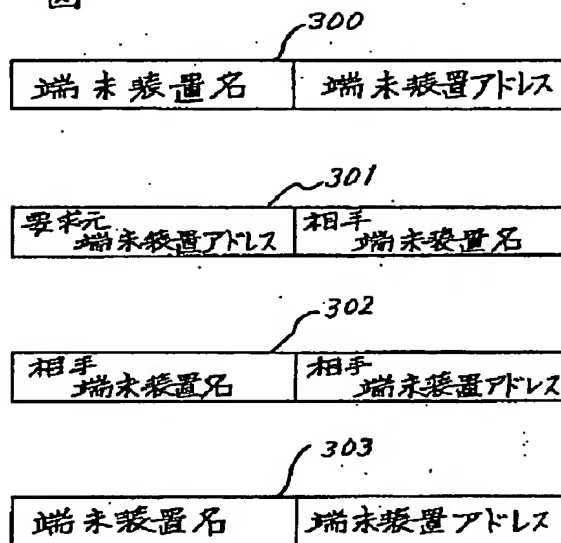 図
300
端末装置名 端末装置アドレス
301
要求元 相手
端末装置アドレス 端末装置名
302
相手 相手
端末装置名 端末装置アドレス
303
端末装置名 端末装置アドレス